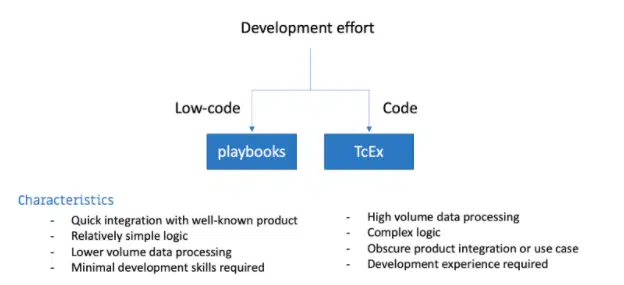 Development effort
Low-code
Code
playbooks
TcEx
Characteristics
- Quick integration with well-known product
- Relatively simple logic
- Lower volume data processing
- Minimal development skills required
- High volume data processing
- Complex logic
- Obscure product integration or use case
- Development experience required